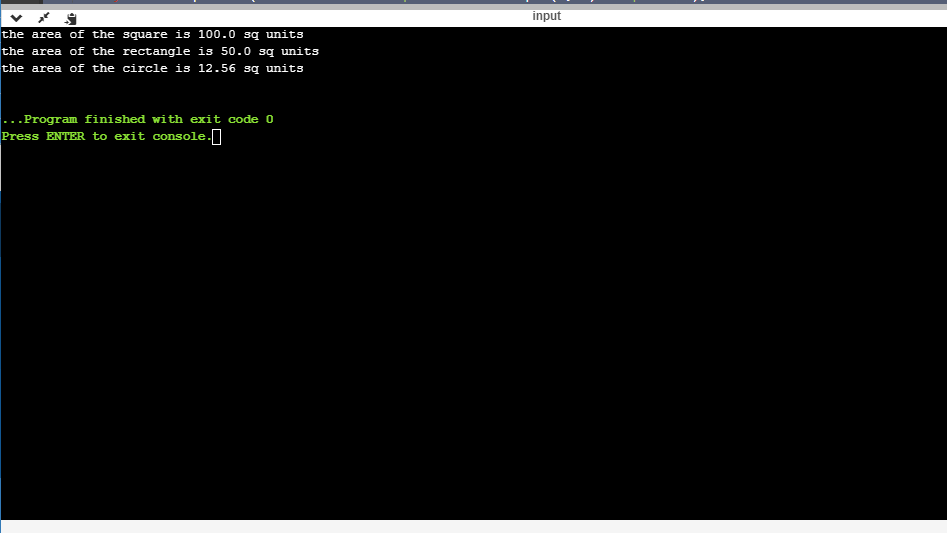 input
the area of the square is 100.0 sq units
the area of the rectangle is 50.0 sq units
the area of the circle is 12.56 sq units
...Program finished with exit code 0
Press ENTER to exit console.